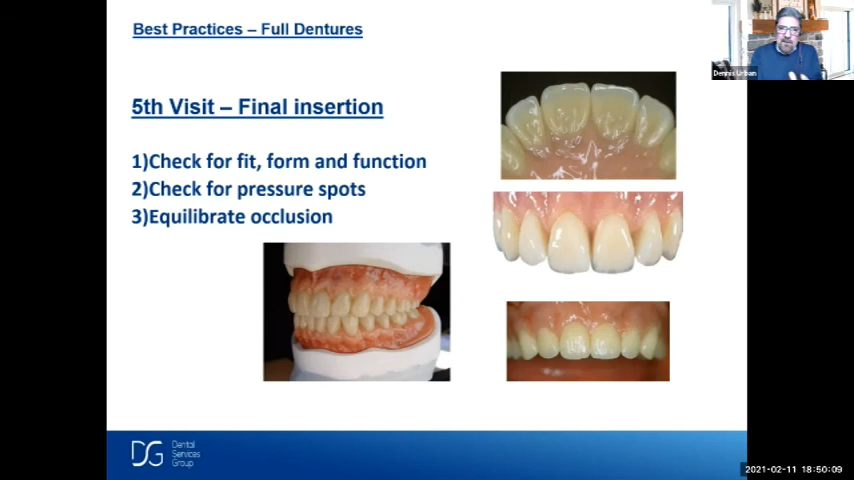 Best Practices – Full Dentures
Dennis Urban
5th Visit – Final insertion
1)Check for fit, form and function
2)Check for pressure spots
3)Equilibrate occlusion
DG
Dental
Services
Group
2021-02-11 18:50:09